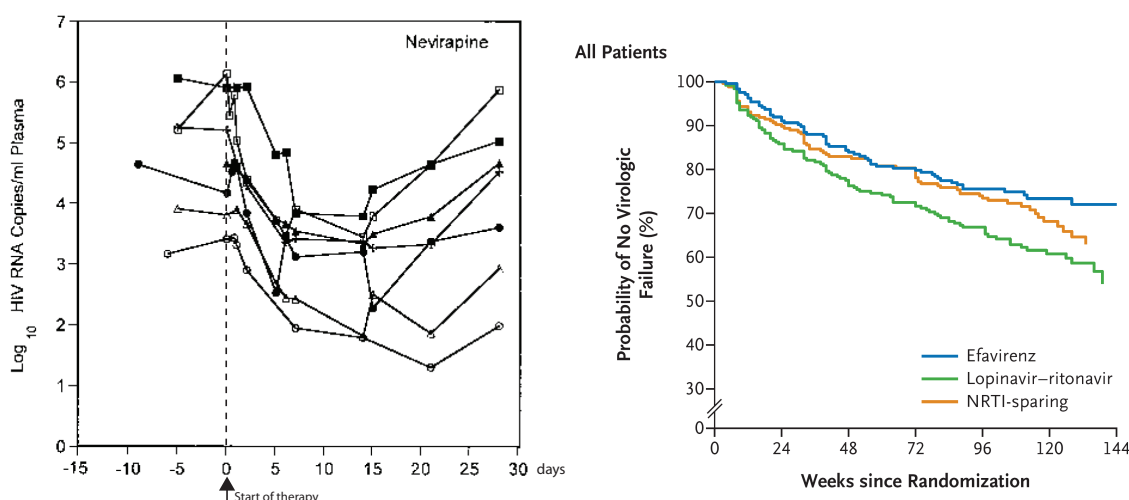 Nevirapine
Log 10 HIV RNA Copies/ml Plasma
7
6
5
4
3
2
1
0
-15 -10 -5 0 5 10 15 20 25 30 days
Start of therapy
All Patients
Probability of No Virologic
Failure (%)
100
90
80
70
60
50
40
30
0
Efavirenz
Lopinavir–ritonavir
NRTI-sparing
0 24 48 72 96 120 144
Weeks since Randomization